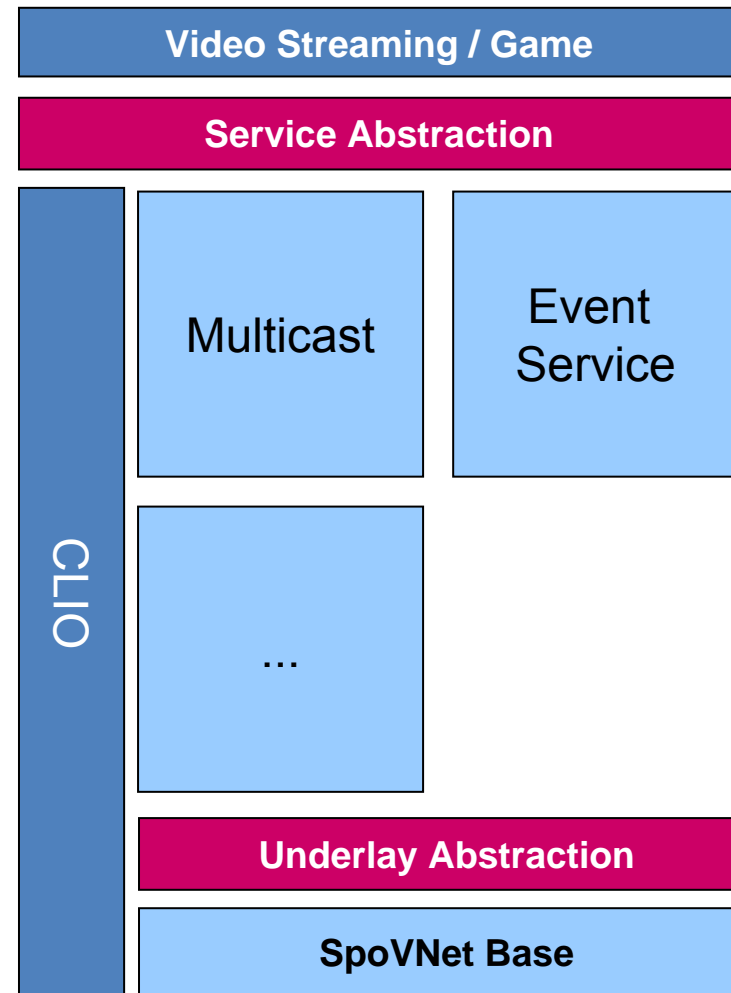 Video Streaming / Game
Service Abstraction
Multicast
Event
Service
CLIO
...
Underlay Abstraction
SpoVNet Base